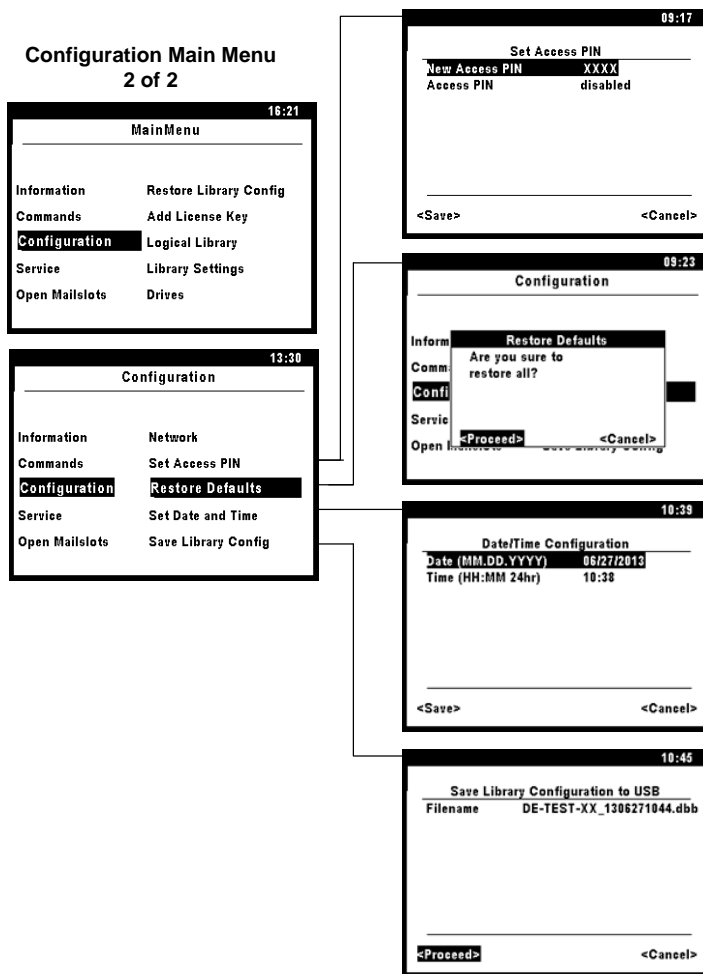 Configuration Main Menu
2 of 2
16:21
MainMenu
Information Restore Library Config
Commands Add License Key
Configuration Logical Library
Service Library Settings
Open Mailslots Drives
13:30
Configuration
Information Network
Commands Set Access PIN
Configuration Restore Defaults
Service Set Date and Time
Open Mailslots Save Library Config
09:17
Set Access PIN
New Access PIN XXXX
Access PIN disabled
<Save> <Cancel>
09:23
Configuration
Inform
Comm
Confi
Servic
Open
Restore Defaults
Are you sure to
restore all?
<Proceed> <Cancel>
10:39
Date/Time Configuration
Date (MM.DD.YYYY) 06/27/2013
Time (HH:MM 24hr) 10:38
<Save> <Cancel>
10:45
Save Library Configuration to USB
Filename DE-TEST-XX_1306271044.dbb
<Proceed> <Cancel>